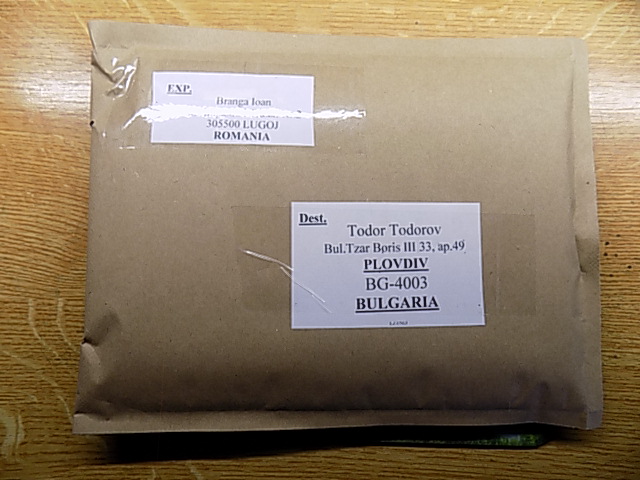 EXP.
Branga Ioan
305500 LUGOJ
ROMANIA
Dest.
Todor Todorov
Bul.Tzar Boris III 33, ap.49
PLOVDIV
BG-4003
BULGARIA